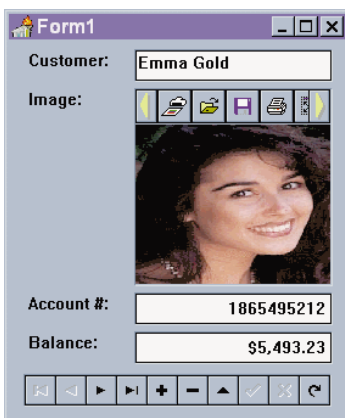 Form1
Customer: Emma Gold
Image:
Account #: 1865495212
Balance: $5,493.23